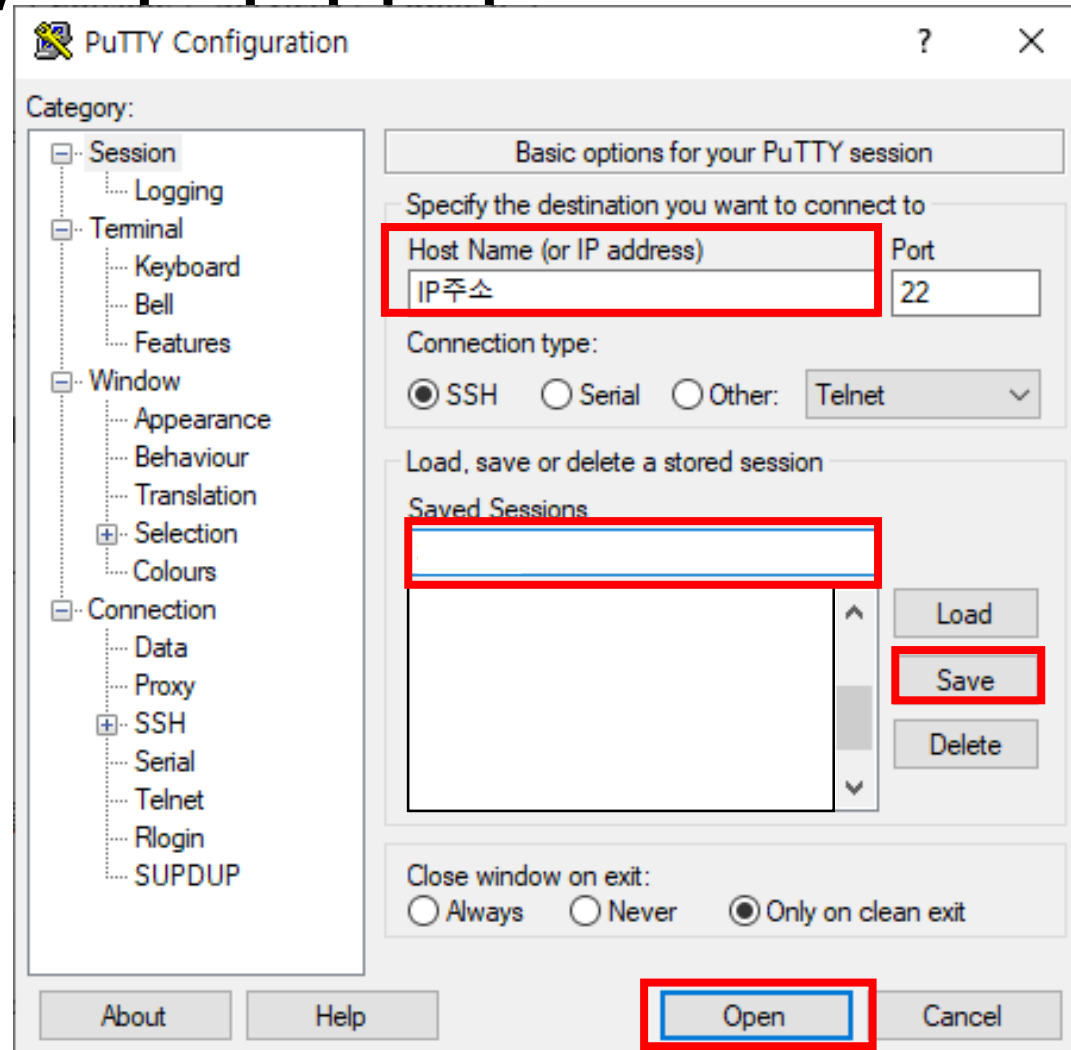 PuTTY Configuration ? ×
Category:
Session
Logging
Terminal
Keyboard
Bell
Features
Window
Appearance
Behaviour
Translation
Selection
Colours
Connection
Data
Proxy
SSH
Serial
Telnet
Rlogin
SUPDUP
Basic options for your PuTTY session
Specify the destination you want to connect to
Host Name (or IP address) Port
IP주소 22
Connection type:
SSH Serial Other: Telnet
Load, save or delete a stored session
Saved Sessions
Load
Save
Delete
Close window on exit:
Always Never Only on clean exit
About Help Open Cancel